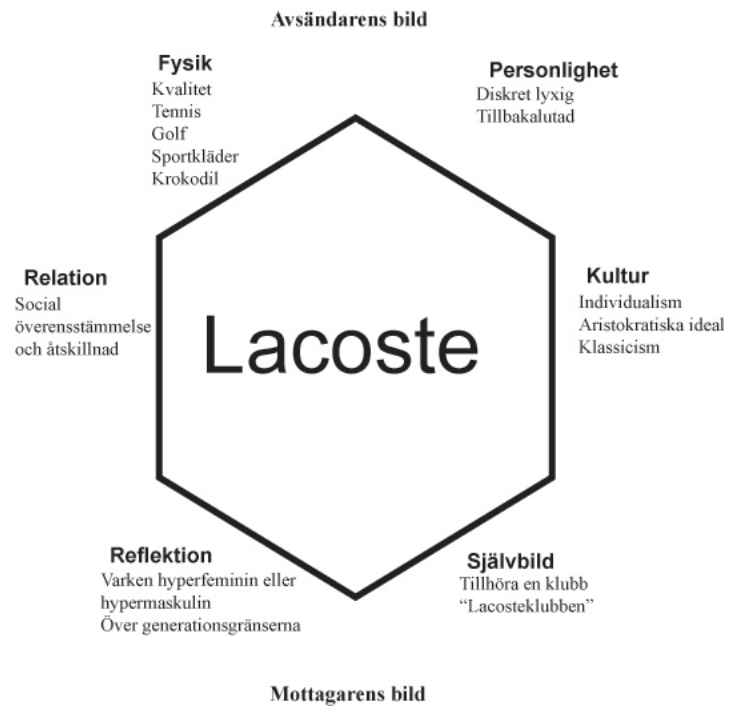 Avsändarens bild
Fysik
Kvalitet
Tennis
Golf
Sportkläder
Krokodil
Personlighet
Diskret lyxig
Tillbakalutad
Relation
Social
överensstämmelse
och åtskillnad
Lacoste
Kultur
Individualism
Aristokratiska ideal
Klassicism
Reflektion
Varken hyperfeminin eller
hypermaskulin
Över generationsgränserna
Självbild
Tillhöra en klubb
“Lacosteklubben”
Mottagarens bild